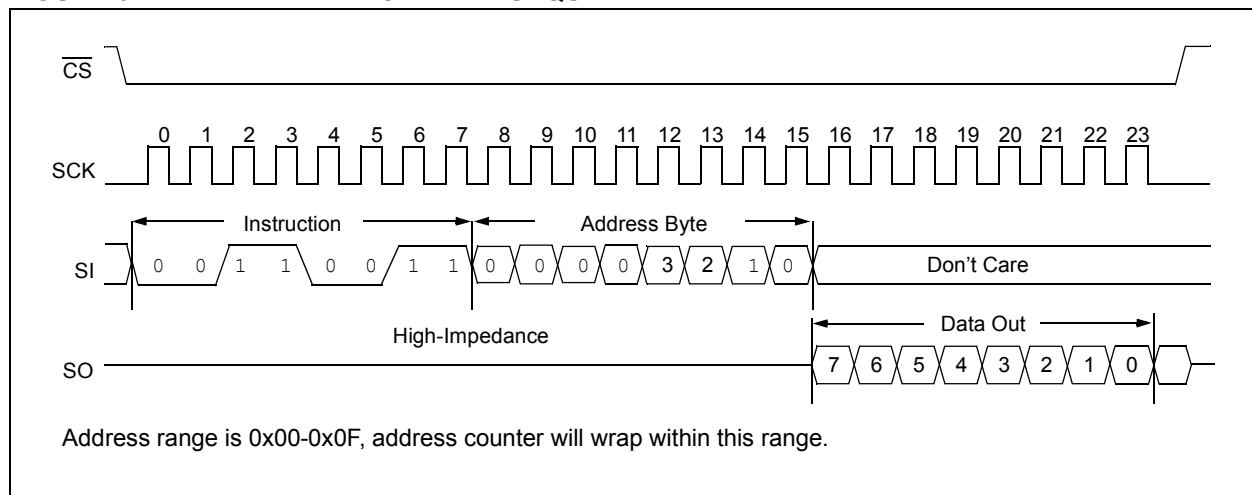 CS
0 1 2 3 4 5 6 7 8 9 10 11 12 13 14 15 16 17 18 19 20 21 22 23
SCK
Instruction Address Byte
SI 0 0 1 1 0 0 1 1 0 0 0 0 3 2 1 0 Don't Care
High-Impedance Data Out
SO 7 6 5 4 3 2 1 0
Address range is 0x00-0x0F, address counter will wrap within this range.